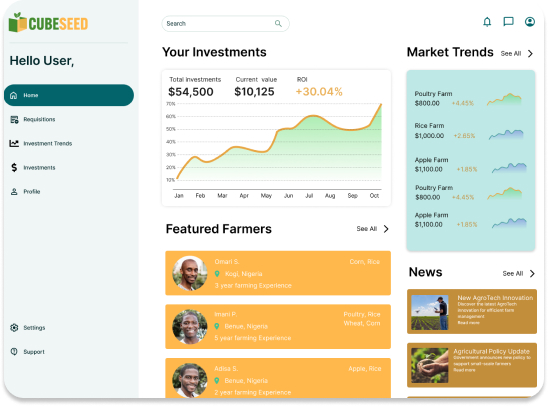 CUBESEED
Hello User,
Home
Requisitions
Investment Trends
Investments
Profile
Settings
Support
Search
Your Investments
Total investments
$54,500
Current value
$10,125
ROI
+30.04%
70%
60%
50%
40%
30%
20%
10%
Jan Feb Mar Apr May Jun Jul Aug Sep Oct
Featured Farmers
See All
Omari S.
Corn, Rice
Kogi, Nigeria
3 year farming Experience
Imani P.
Poultry, Rice
Wheat, Corn
Benue, Nigeria
5 year farming Experience
Adisa S.
Apple, Rice
Benue, Nigeria
2 year farming Experience
Market Trends
See All
Poultry Farm
$800.00 +4.45%
Rice Farm
$1,000.00 +2.65%
Apple Farm
$1,100.00 +1.85%
Poultry Farm
$800.00 +4.45%
Apple Farm
$1,100.00 +1.85%
News
See All
New AgroTech Innovation
Discover the latest AgroTech
innovation for efficient farm
management
Read more
Agricultural Policy Update
Government announces new policy to
support small-scale farmers
Read more